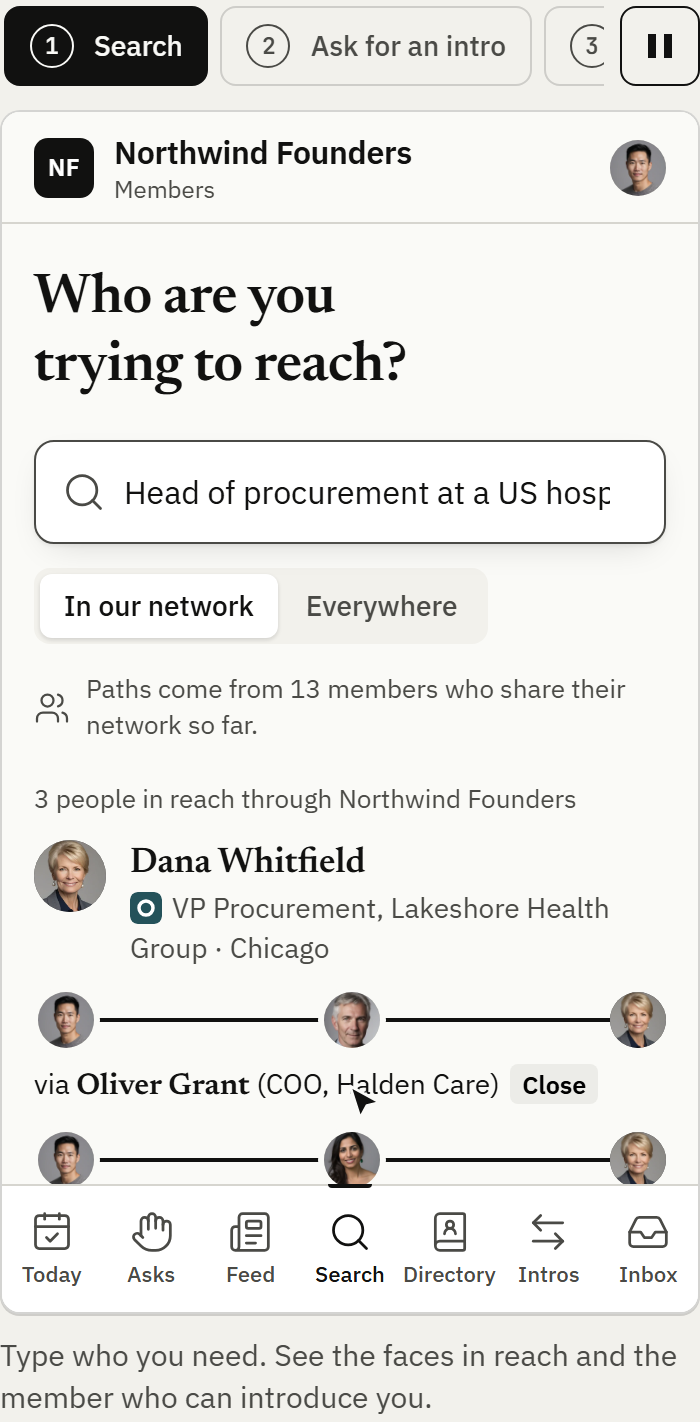 1 Search
2 Ask for an intro
3
NF
Northwind Founders
Members
Who are you
trying to reach?
Head of procurement at a US hosp
In our network
Everywhere
Paths come from 13 members who share their
network so far.
3 people in reach through Northwind Founders
Dana Whitfield
VP Procurement, Lakeshore Health
Group · Chicago
via Oliver Grant (COO, Halden Care) Close
Today
Asks
Feed
Search
Directory
Intros
Inbox
Type who you need. See the faces in reach and the
member who can introduce you.